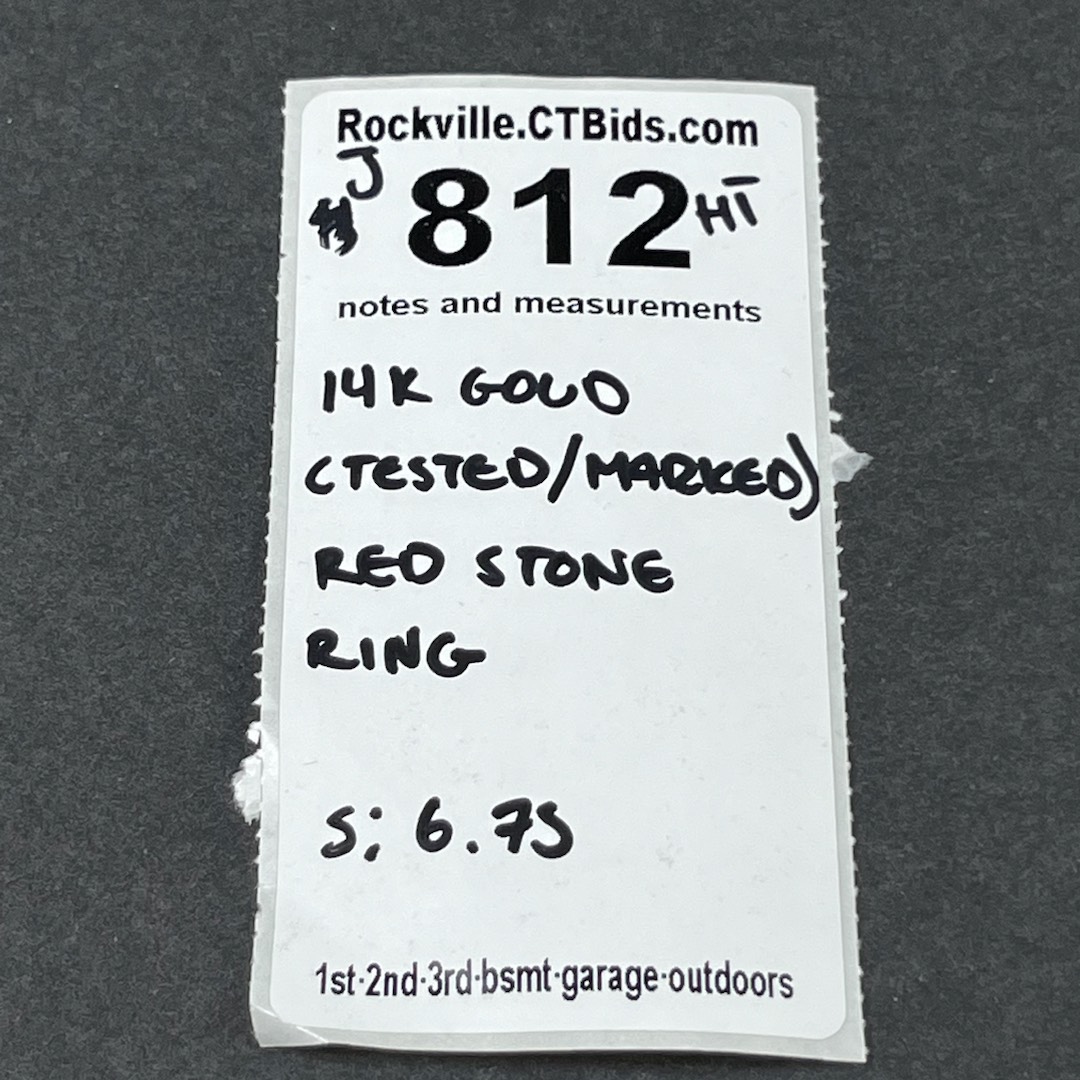 Rockville.CTBids.com
J 812 HT
notes and measurements
14K GOLD
(TESTED/MARKED)
RED STONE
RING
S: 6.75
1st-2nd-3rd-bsmt-garage-outdoors